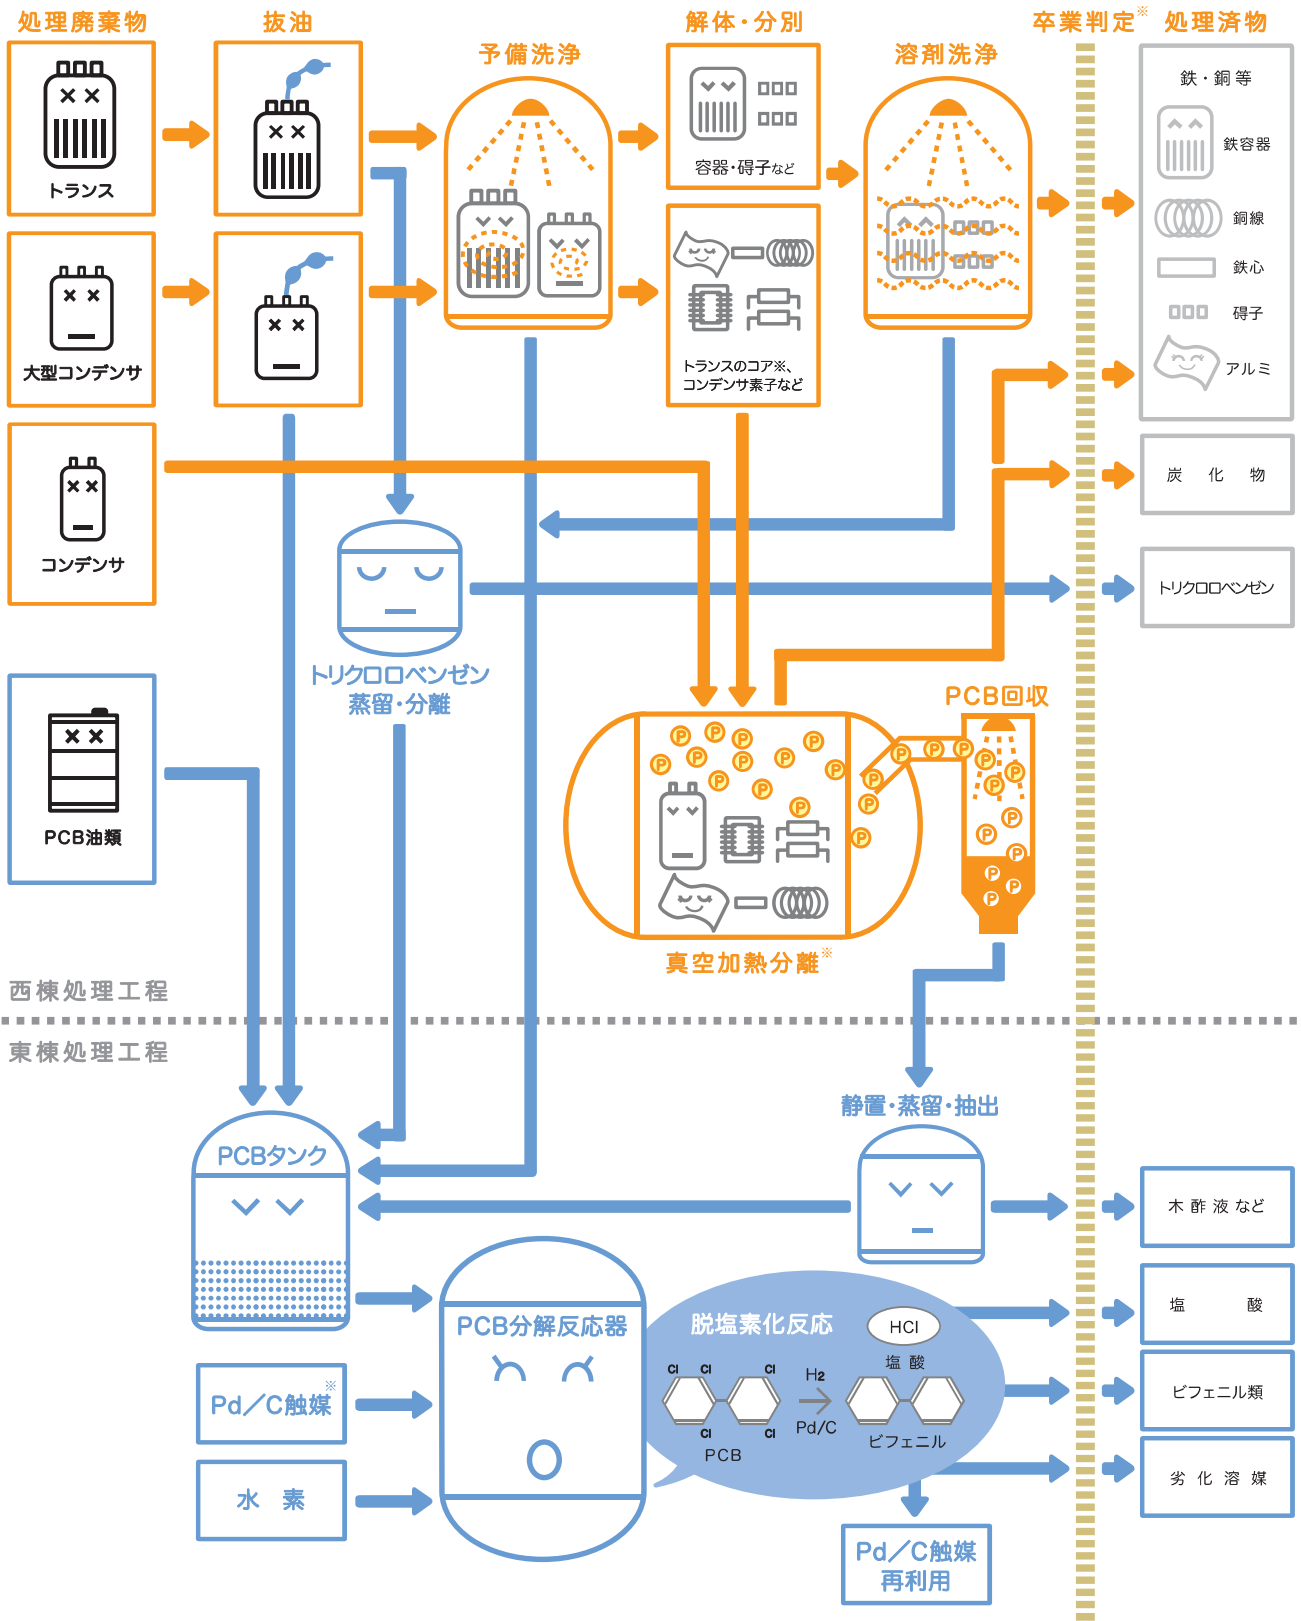 処理廃棄物
抜油
予備洗浄
解体・分別
溶剤洗浄
卒業判定※
処理済物
トランス
大型コンデンサ
コンデンサ
PCB油類
容器・碍子など
トランスのコア※、
コンデンサ素子など
鉄・銅等
鉄容器
銅線
鉄心
碍子
アルミ
炭化物
トリクロロベンゼン
トリクロロベンゼン
蒸留・分離
PCB回収
P P P P P P P P P P P P P P P P P P P P P P P P P P P P
真空加熱分離※
西棟処理工程
東棟処理工程
静置・蒸留・抽出
PCBタンク
木酢液など
PCB分解反応器
脱塩素化反応
HCl
塩酸
Cl Cl Cl
H2
Pd/C
Cl Cl
PCB
ビフェニル
塩酸
ビフェニル類
劣化溶媒
Pd／C触媒※
水素
Pd／C触媒
再利用